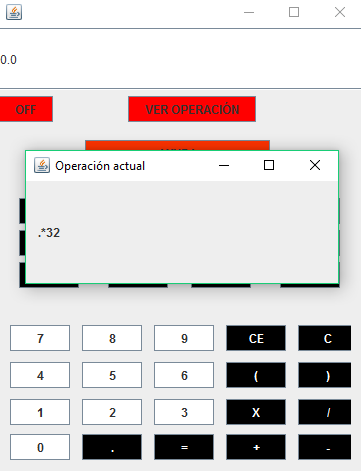 0.0
OFF VER OPERACIÓN
Operación actual
.*32
7 8 9 CE C
4 5 6 ( )
1 2 3 X /
0 . = + -